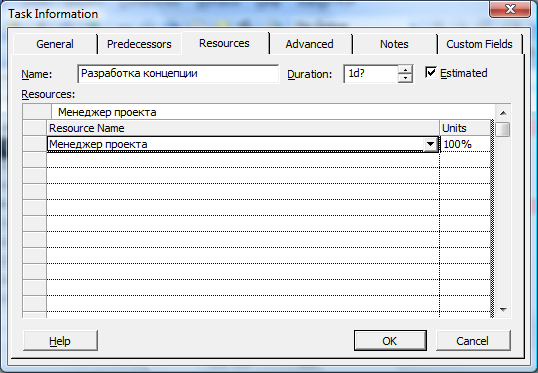 Task Information
General Predecessors Resources Advanced Notes Custom Fields
Name: Разработка концепции Duration: 1d? Estimated
Resources:
Менеджер проекта
Resource Name Units
Менеджер проекта 100%
Help OK Cancel